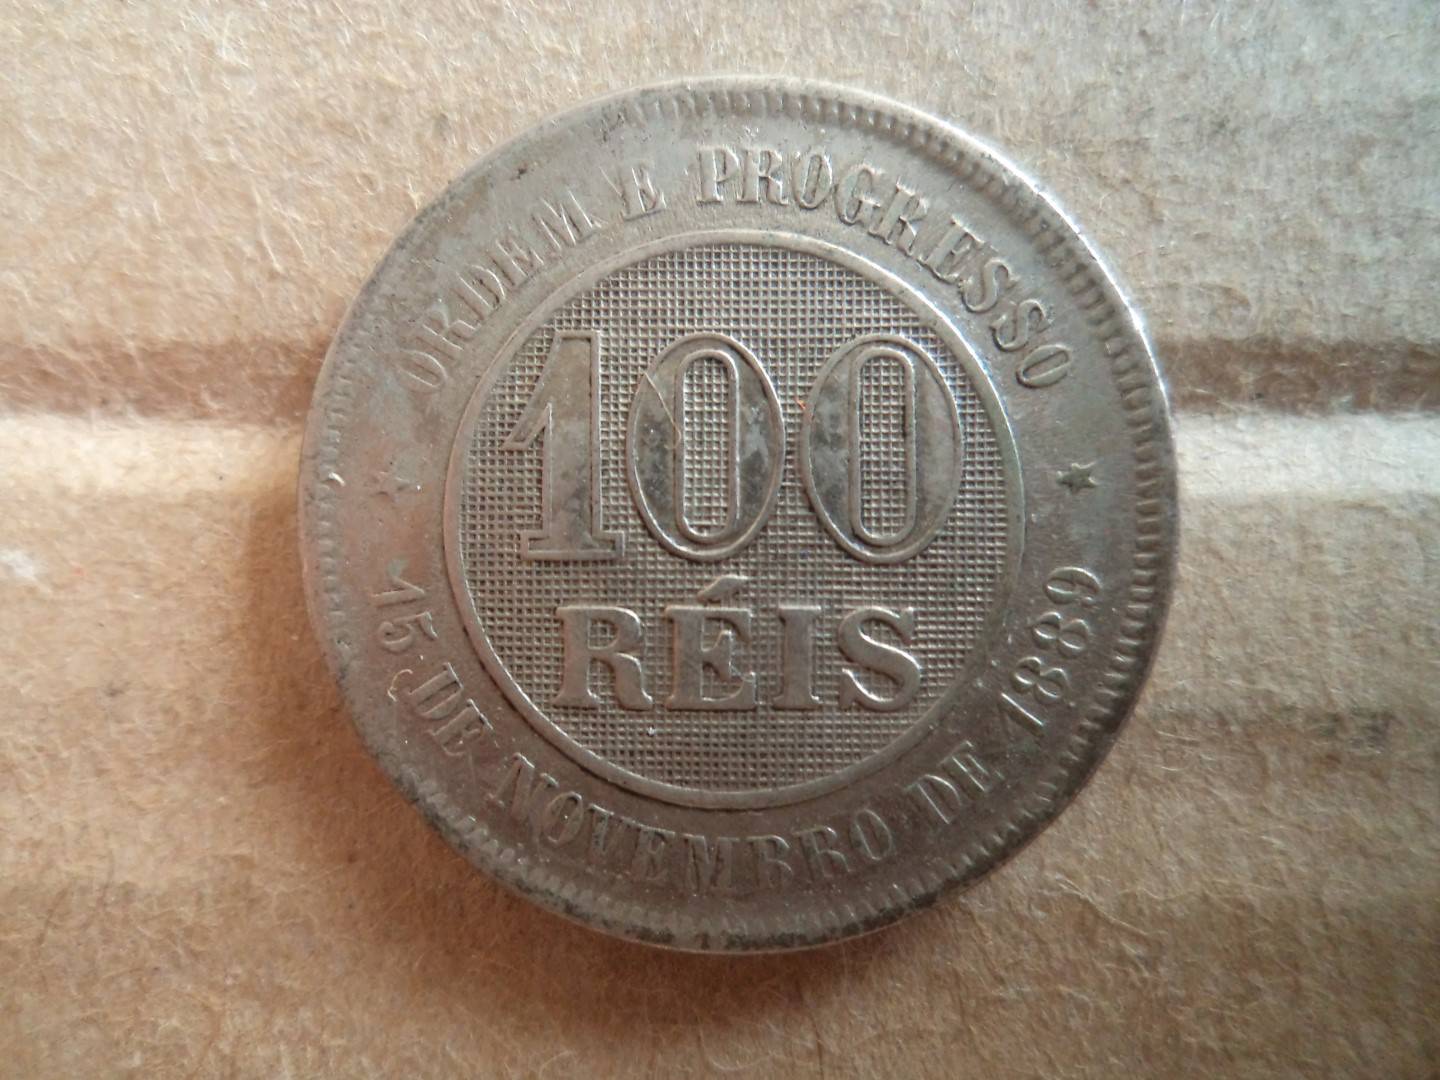 ORDEM E PROGRESSO
100
RÉIS
15 DE NOVEMBRO DE 1889